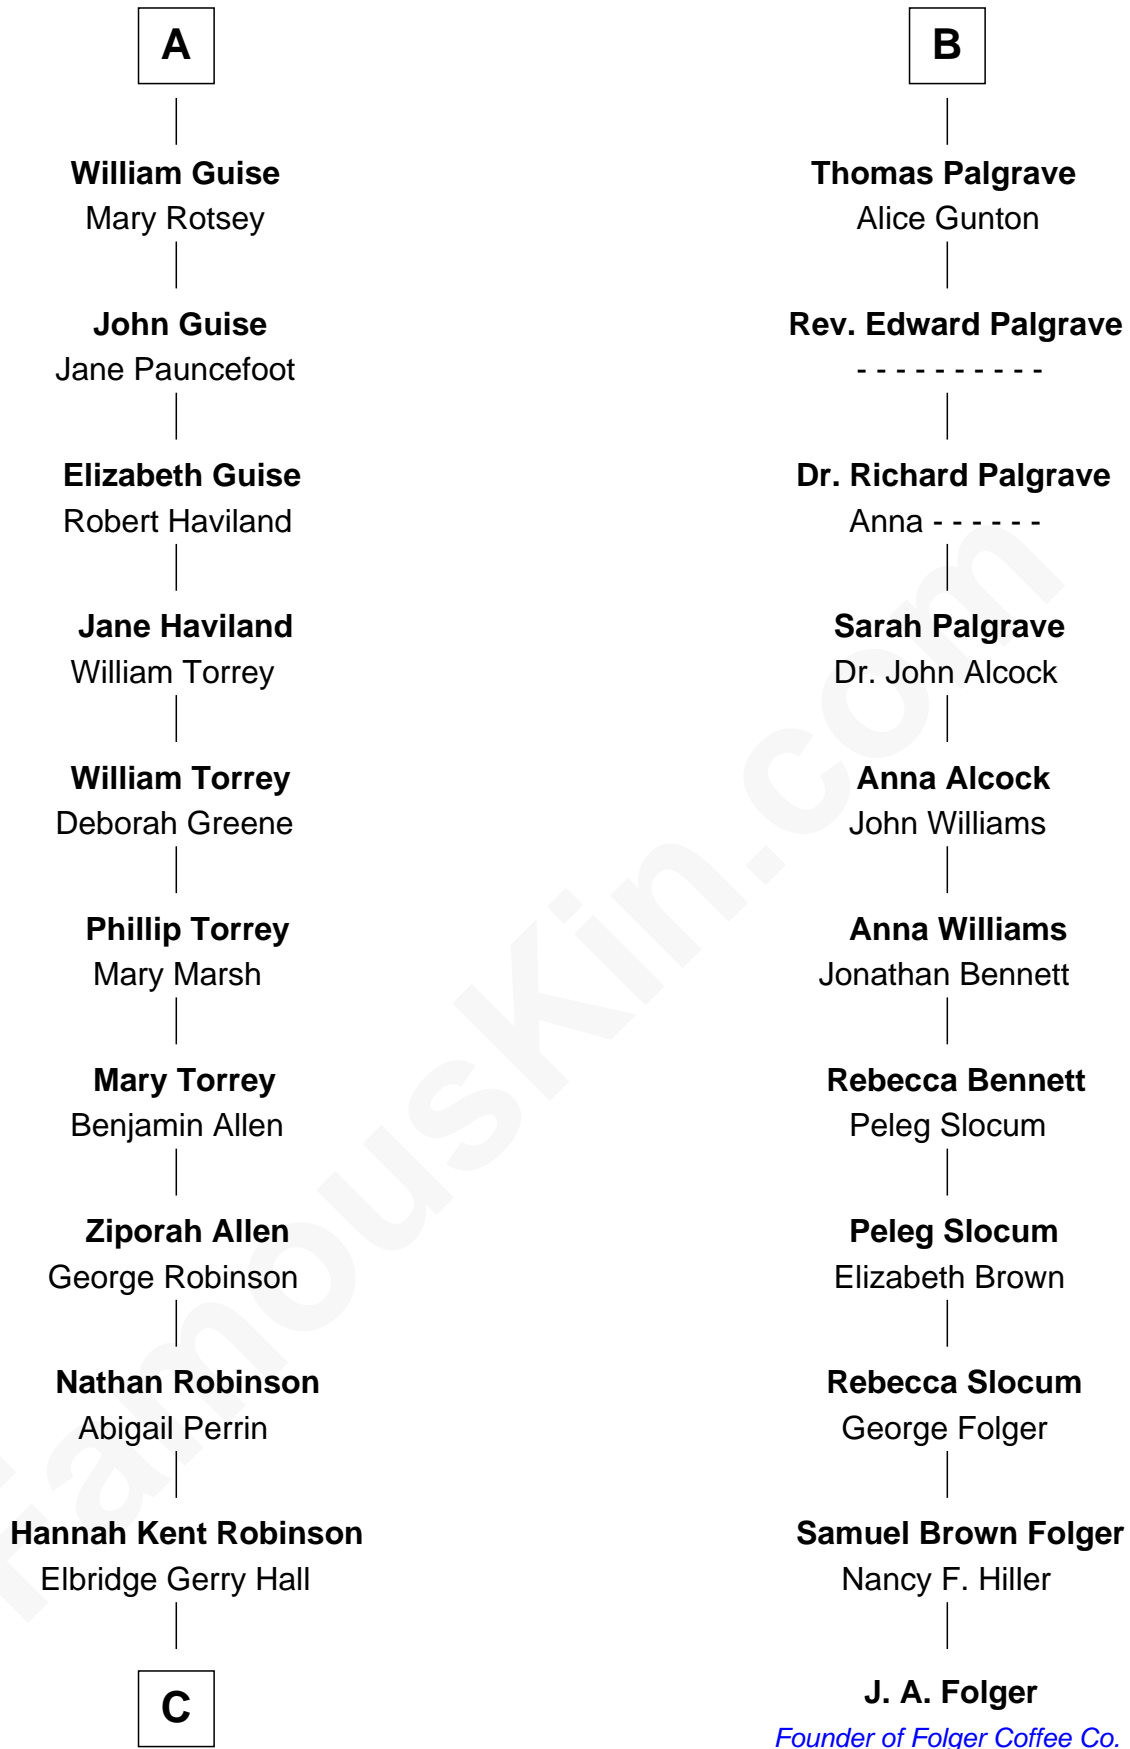 A
William Guise
Mary Rotsey
John Guise
Jane Pauncefoot
Elizabeth Guise
Robert Haviland
Jane Haviland
William Torrey
William Torrey
Deborah Greene
Phillip Torrey
Mary Marsh
Mary Torrey
Benjamin Allen
Ziporah Allen
George Robinson
Nathan Robinson
Abigail Perrin
Hannah Kent Robinson
Elbridge Gerry Hall
C
B
Thomas Palgrave
Alice Gunton
Rev. Edward Palgrave
- - - - - - - - - -
Dr. Richard Palgrave
Anna - - - - - -
Sarah Palgrave
Dr. John Alcock
Anna Alcock
John Williams
Anna Williams
Jonathan Bennett
Rebecca Bennett
Peleg Slocum
Peleg Slocum
Elizabeth Brown
Rebecca Slocum
George Folger
Samuel Brown Folger
Nancy F. Hiller
J. A. Folger
Founder of Folger Coffee Co.
FamousKin.com